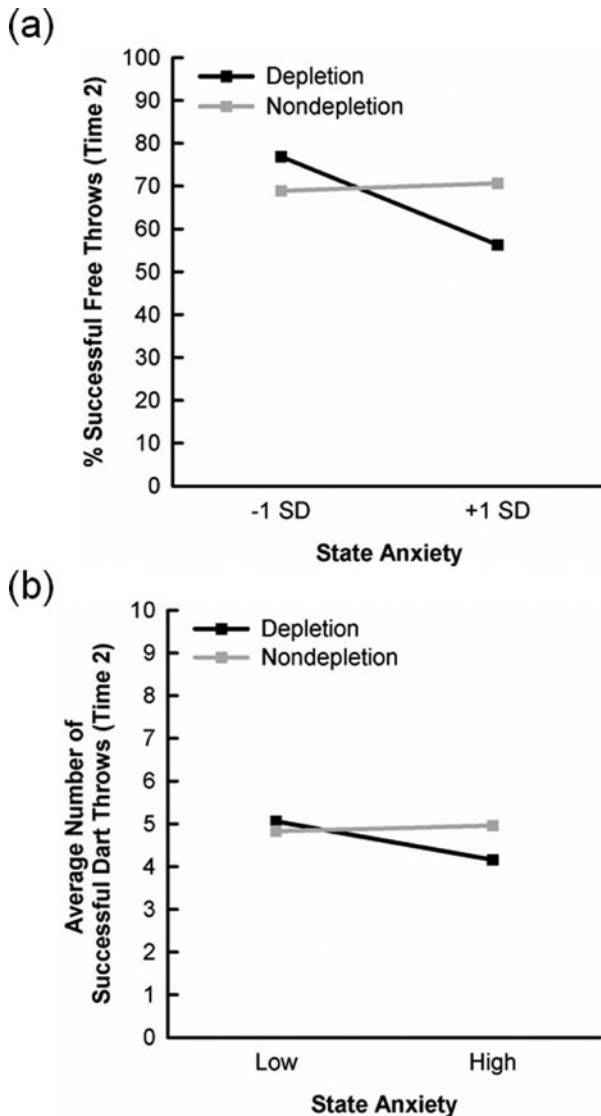 (a)
% Successful Free Throws (Time 2)
100
90
80
70
60
50
40
30
20
10
0
Depletion
Nondepletion
-1 SD
+1 SD
State Anxiety
(b)
Average Number of
Successful Dart Throws (Time 2)
10
9
8
7
6
5
4
3
2
1
0
Depletion
Nondepletion
Low
High
State Anxiety